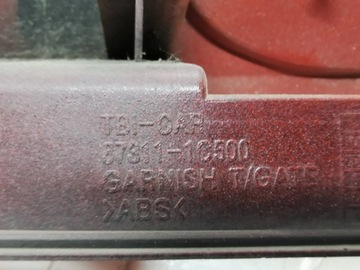 TBI-CAR
87311-1C500
GARNISH T/GATE
>ABS<